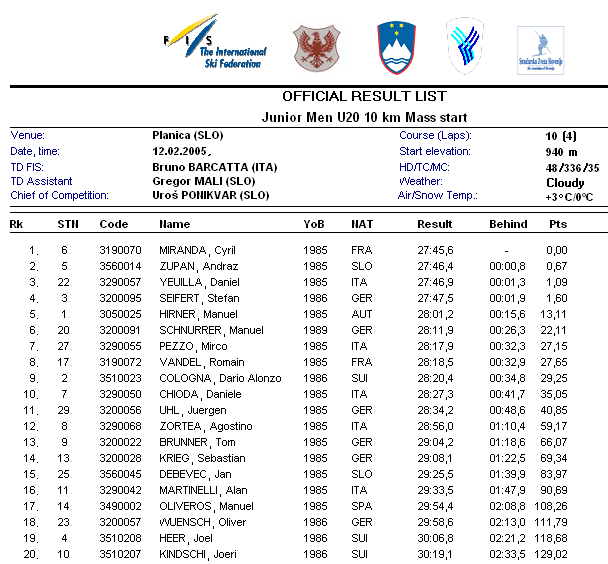 FIS
The International
Ski Federation
Smučarska Zveza Slovenije
OFFICIAL RESULT LIST
Junior Men U20 10 km Mass start
Venue: Planica (SLO) Course (Laps): 10 (4)
Date, time: 12.02.2005, Start elevation: 940 m
TD FIS: Bruno BARCATTA (ITA) HD/TC/MC: 48/336/35
TD Assistant Gregor MALI (SLO) Weather: Cloudy
Chief of Competition: Uroš PONIKVAR (SLO) Air/Snow Temp.: +3°C/0°C
Rk STN Code Name YoB NAT Result Behind Pts
1. 6 3190070 MIRANDA, Cyril 1985 FRA 27:45,6 - 0,00
2. 5 3560014 ZUPAN, Andraz 1985 SLO 27:46,4 00:00,8 0,67
3. 22 3290057 YEUILLA, Daniel 1985 ITA 27:46,9 00:01,3 1,09
4. 3 3200095 SEIFERT, Stefan 1986 GER 27:47,5 00:01,9 1,60
5. 1 3050025 HIRNER, Manuel 1985 AUT 28:01,2 00:15,6 13,11
6. 20 3200091 SCHNURRER, Manuel 1989 GER 28:11,9 00:26,3 22,11
7. 27 3290055 PEZZO, Mirco 1985 ITA 28:17,9 00:32,3 27,15
8. 17 3190072 VANDEL, Romain 1985 FRA 28:18,5 00:32,9 27,65
9. 2 3510023 COLOGNA, Dario Alonzo 1986 SUI 28:20,4 00:34,8 29,25
10. 7 3290050 CHIODA, Daniele 1985 ITA 28:27,3 00:41,7 35,05
11. 29 3200056 UHL, Juergen 1985 GER 28:34,2 00:48,6 40,85
12. 8 3290068 ZORTEA, Agostino 1985 ITA 28:56,0 01:10,4 59,17
13. 9 3200022 BRUNNER, Tom 1985 GER 29:04,2 01:18,6 66,07
14. 13 3200028 KRIEG, Sebastian 1985 GER 29:08,1 01:22,5 69,34
15. 25 3560045 DEBEVEC, Jan 1985 SLO 29:25,5 01:39,9 83,97
16. 11 3290042 MARTINELLI, Alan 1985 ITA 29:33,5 01:47,9 90,69
17. 14 3490002 OLIVEROS, Manuel 1985 SPA 29:54,4 02:08,8 108,26
18. 23 3200057 WUENSCH, Oliver 1986 GER 29:58,6 02:13,0 111,79
19. 4 3510208 HEER, Joel 1986 SUI 30:06,8 02:21,2 118,68
20. 10 3510207 KINDSCHI, Joeri 1986 SUI 30:19,1 02:33,5 129,02